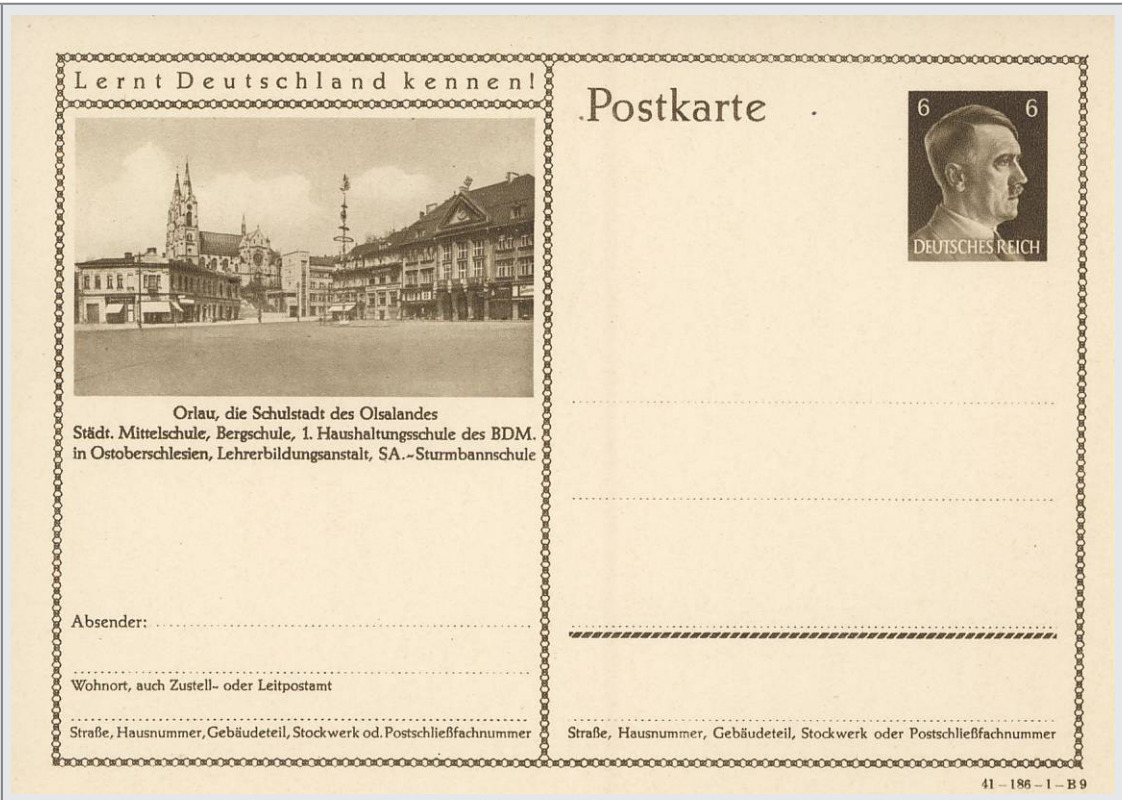 Lernt Deutschland kennen!
Orlau, die Schulstadt des Olsalandes
Städt. Mittelschule, Bergschule, 1. Haushaltungsschule des BDM.
in Ostoberschlesien, Lehrerbildungsanstalt, SA.-Sturmbannschule
Absender:
Wohnort, auch Zustell- oder Leitpostamt
Straße, Hausnummer, Gebäudeteil, Stockwerk od. Postschließfachnummer
Postkarte
6 6
DEUTSCHES REICH
Straße, Hausnummer, Gebäudeteil, Stockwerk oder Postschließfachnummer
41 – 186 – 1 – B 9